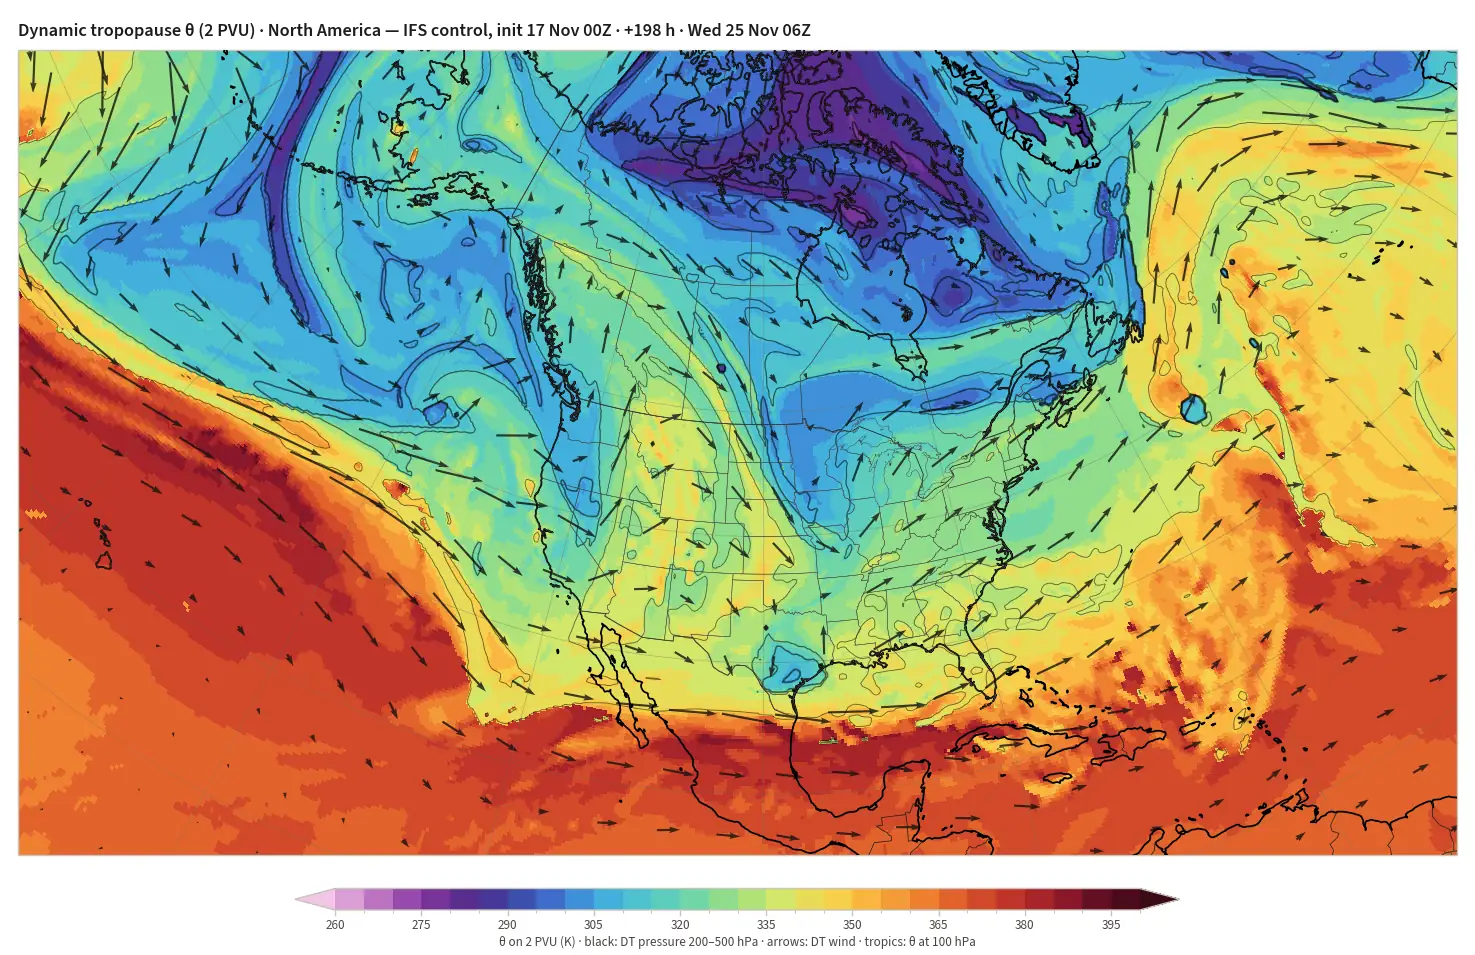 Dynamic tropopause θ (2 PVU) · North America — IFS control, init 17 Nov 00Z · +198 h · Wed 25 Nov 06Z
260 275 290 305 320 335 350 365 380 395
θ on 2 PVU (K) · black: DT pressure 200–500 hPa · arrows: DT wind · tropics: θ at 100 hPa